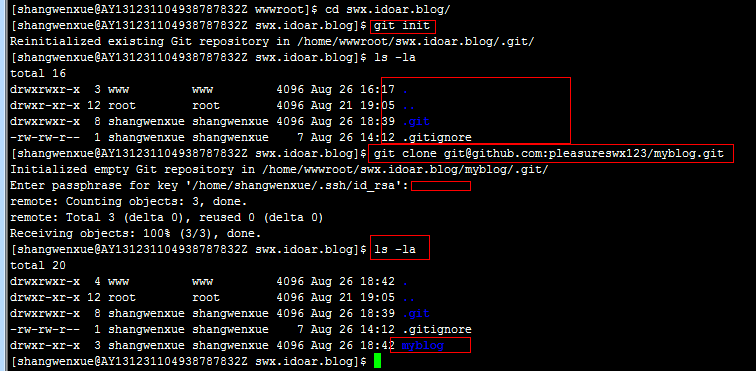 [shangwenxue@AY131231104938787832Z wwwroot]$ cd swx.idoar.blog/
[shangwenxue@AY131231104938787832Z swx.idoar.blog]$ git init
Reinitialized existing Git repository in /home/wwwroot/swx.idoar.blog/.git/
[shangwenxue@AY131231104938787832Z swx.idoar.blog]$ ls -la
total 16
drwxrwxr-x  3 www         www         4096 Aug 26 16:17 .
drwxr-xr-x 12 root        root        4096 Aug 21 19:05 ..
drwxr-xr-x  8 shangwenxue shangwenxue 4096 Aug 26 18:39 .git
-rw-rw-r--  1 shangwenxue shangwenxue    7 Aug 26 14:12 .gitignore
[shangwenxue@AY131231104938787832Z swx.idoar.blog]$ git clone git@github.com:pleasureswx123/myblog.git
Initialized empty Git repository in /home/wwwroot/swx.idoar.blog/myblog/.git/
Enter passphrase for key '/home/shangwenxue/.ssh/id_rsa':
remote: Counting objects: 3, done.
remote: Total 3 (delta 0), reused 0 (delta 0)
Receiving objects: 100% (3/3), done.
[shangwenxue@AY131231104938787832Z swx.idoar.blog]$ ls -la
total 20
drwxrwxr-x  4 www         www         4096 Aug 26 18:42 .
drwxr-xr-x 12 root        root        4096 Aug 21 19:05 ..
drwxr-xr-x  8 shangwenxue shangwenxue 4096 Aug 26 18:39 .git
-rw-rw-r--  1 shangwenxue shangwenxue    7 Aug 26 14:12 .gitignore
drwxr-xr-x  3 shangwenxue shangwenxue 4096 Aug 26 18:42 myblog
[shangwenxue@AY131231104938787832Z swx.idoar.blog]$